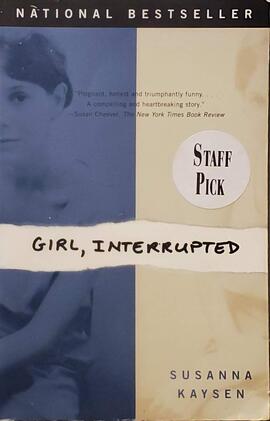 NATIONAL BESTSELLER
"Poignant, honest and triumphantly funny. . .
A compelling and heartbreaking story."
—Susan Cheever, The New York Times Book Review
STAFF
PICK
GIRL, INTERRUPTED
SUSANNA
KAYSEN